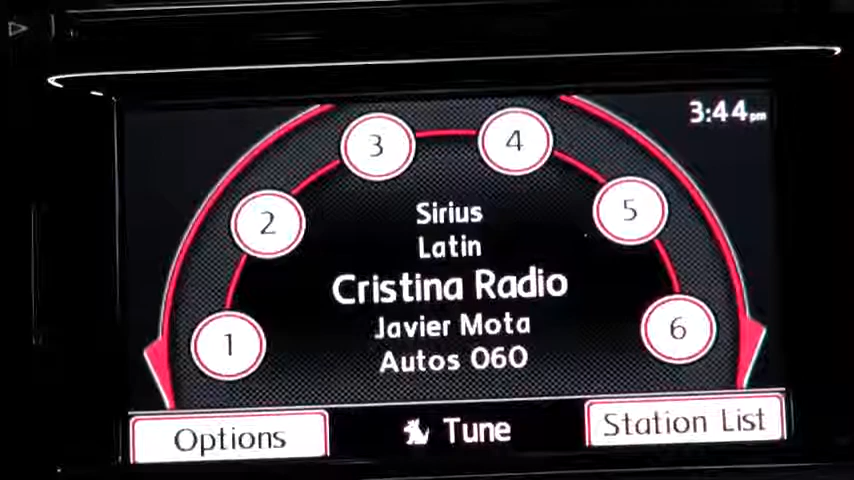 3:44pm
3
4
2
5
1
6
Sirius
Latin
Cristina Radio
Javier Mota
Autos 060
Options
Tune
Station List